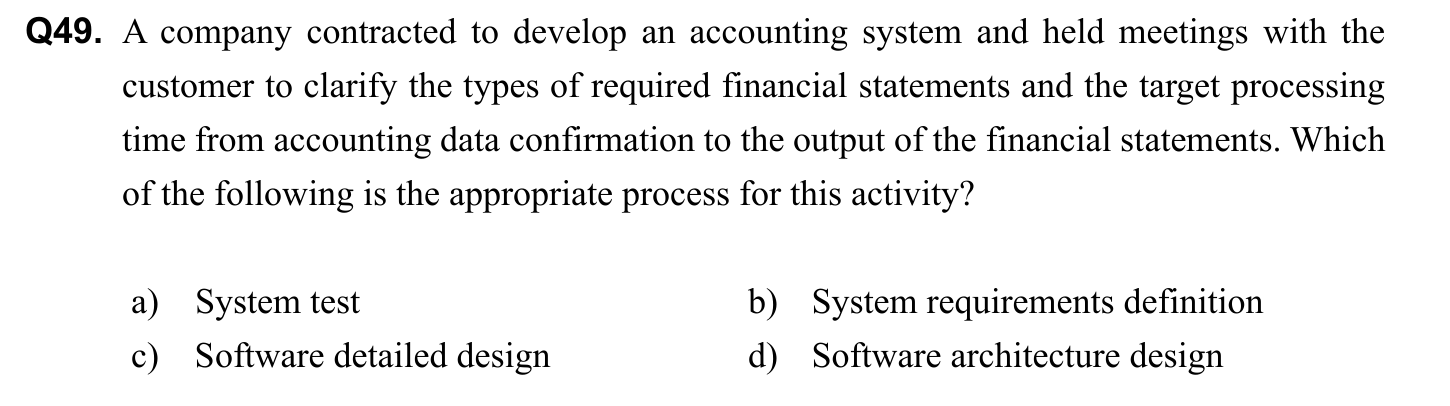 Q49. A company contracted to develop an accounting system and held meetings with the
customer to clarify the types of required financial statements and the target processing
time from accounting data confirmation to the output of the financial statements. Which
of the following is the appropriate process for this activity?
a) System test b) System requirements definition
c) Software detailed design d) Software architecture design